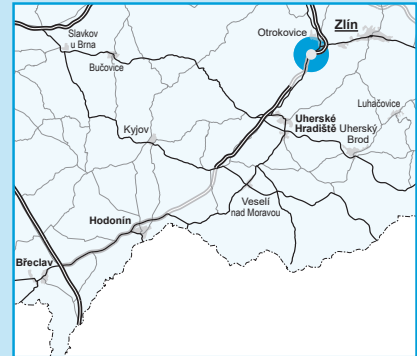 Otrokovice
Zlín
Slavkov
u Brna
Bučovice
Luhačovice
Kyjov
Uherské
Hradiště
Uherský
Brod
Veselí
nad Moravou
Hodonín
Břeclav